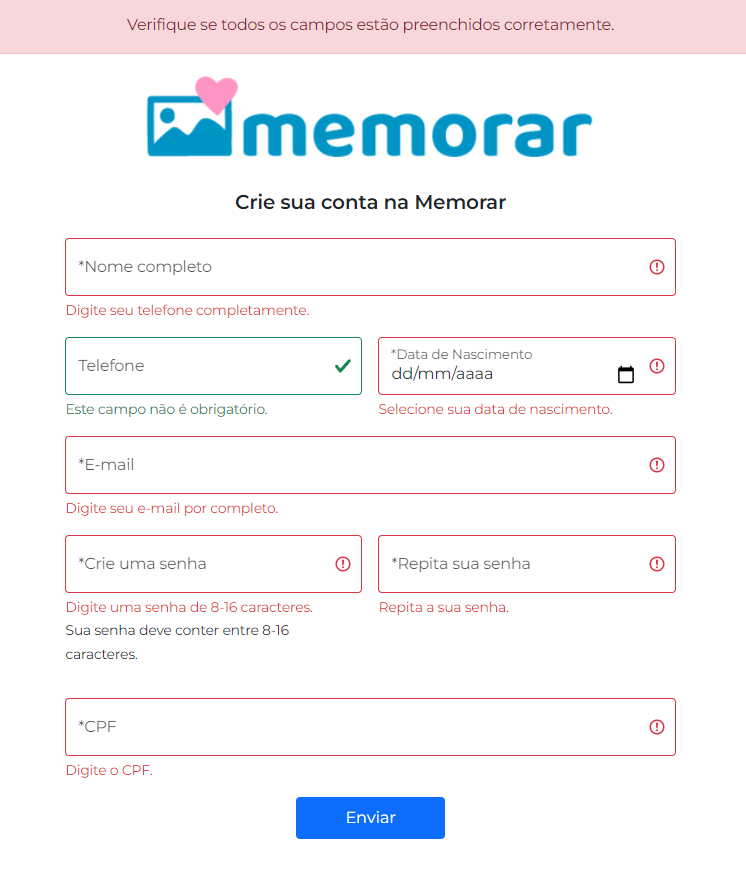 Verifique se todos os campos estão preenchidos corretamente.
memorar
Crie sua conta na Memorar
*Nome completo
Digite seu telefone completamente.
Telefone
*Data de Nascimento
dd/mm/aaaa
Este campo não é obrigatório.
Selecione sua data de nascimento.
*E-mail
Digite seu e-mail por completo.
*Crie uma senha
*Repita sua senha
Digite uma senha de 8-16 caracteres.
Repita a sua senha.
Sua senha deve conter entre 8-16
caracteres.
*CPF
Digite o CPF.
Enviar